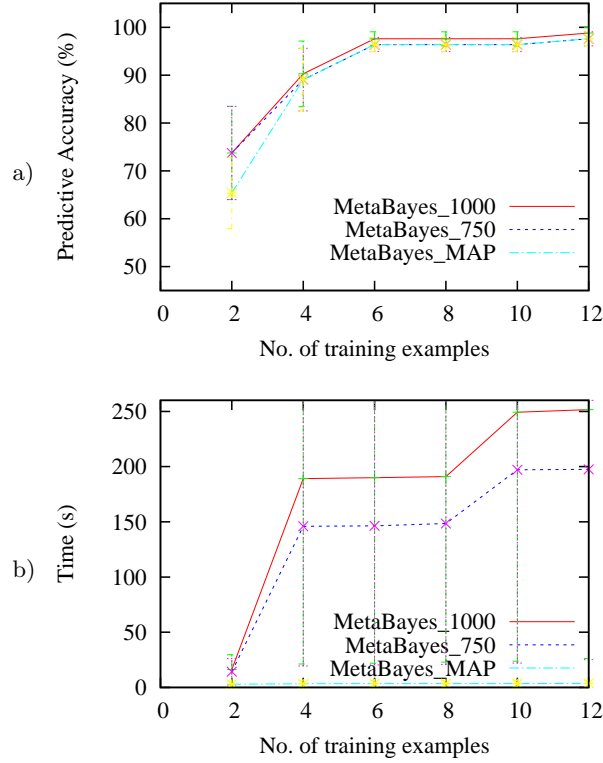 100
90
80
70
60
50
Predictive Accuracy (%)
a)
MetaBayes_1000
MetaBayes_750
MetaBayes_MAP
0 2 4 6 8 10 12
No. of training examples
250
200
150
100
50
0
Time (s)
b)
MetaBayes_1000
MetaBayes_750
MetaBayes_MAP
0 2 4 6 8 10 12
No. of training examples